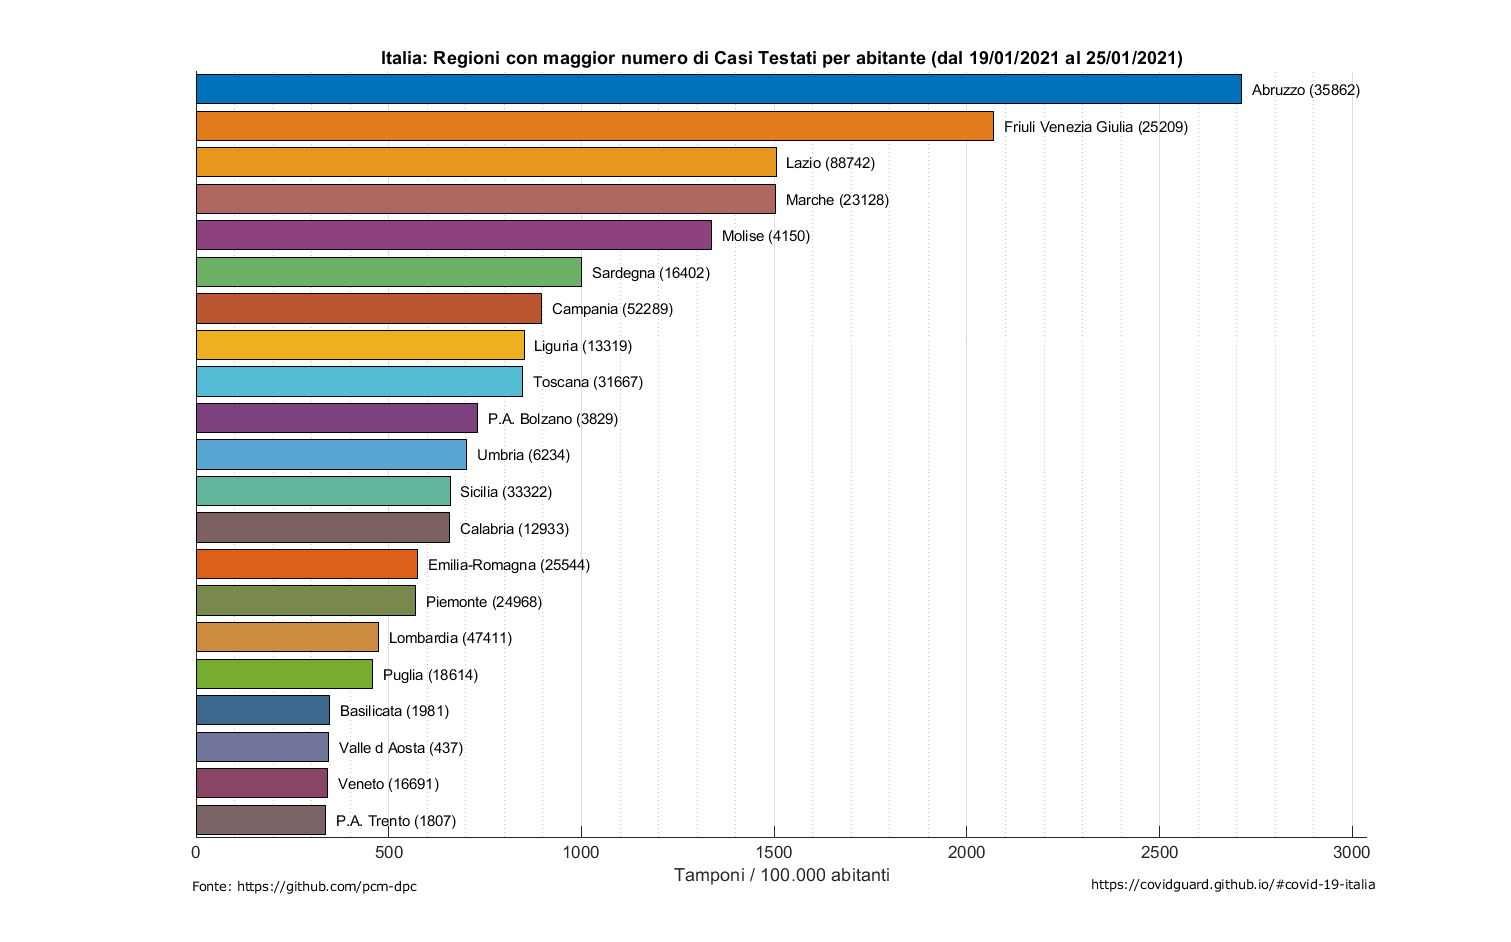 Italia: Regioni con maggior numero di Casi Testati per abitante (dal 19/01/2021 al 25/01/2021)
Abruzzo (35862)
Friuli Venezia Giulia (25209)
Lazio (88742)
Marche (23128)
Molise (4150)
Sardegna (16402)
Campania (52289)
Liguria (13319)
Toscana (31667)
P.A. Bolzano (3829)
Umbria (6234)
Sicilia (33322)
Calabria (12933)
Emilia-Romagna (25544)
Piemonte (24968)
Lombardia (47411)
Puglia (18614)
Basilicata (1981)
Valle d Aosta (437)
Veneto (16691)
P.A. Trento (1807)
0 500 1000 1500 2000 2500 3000
Tamponi / 100.000 abitanti
Fonte: https://github.com/pcm-dpc
https://covidguard.github.io/#covid-19-italia